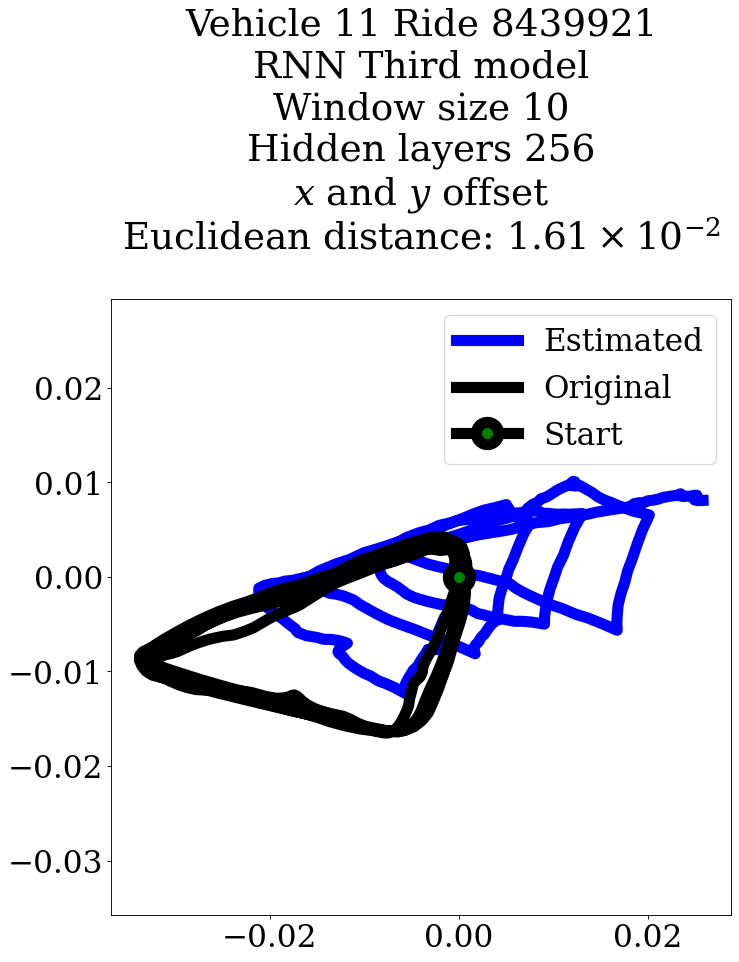 Vehicle 11 Ride 8439921
RNN Third model
Window size 10
Hidden layers 256
x and y offset
Euclidean distance: 1.61 × 10⁻²
Estimated
Original
Start
0.02
0.01
0.00
−0.01
−0.02
−0.03
−0.02 0.00 0.02